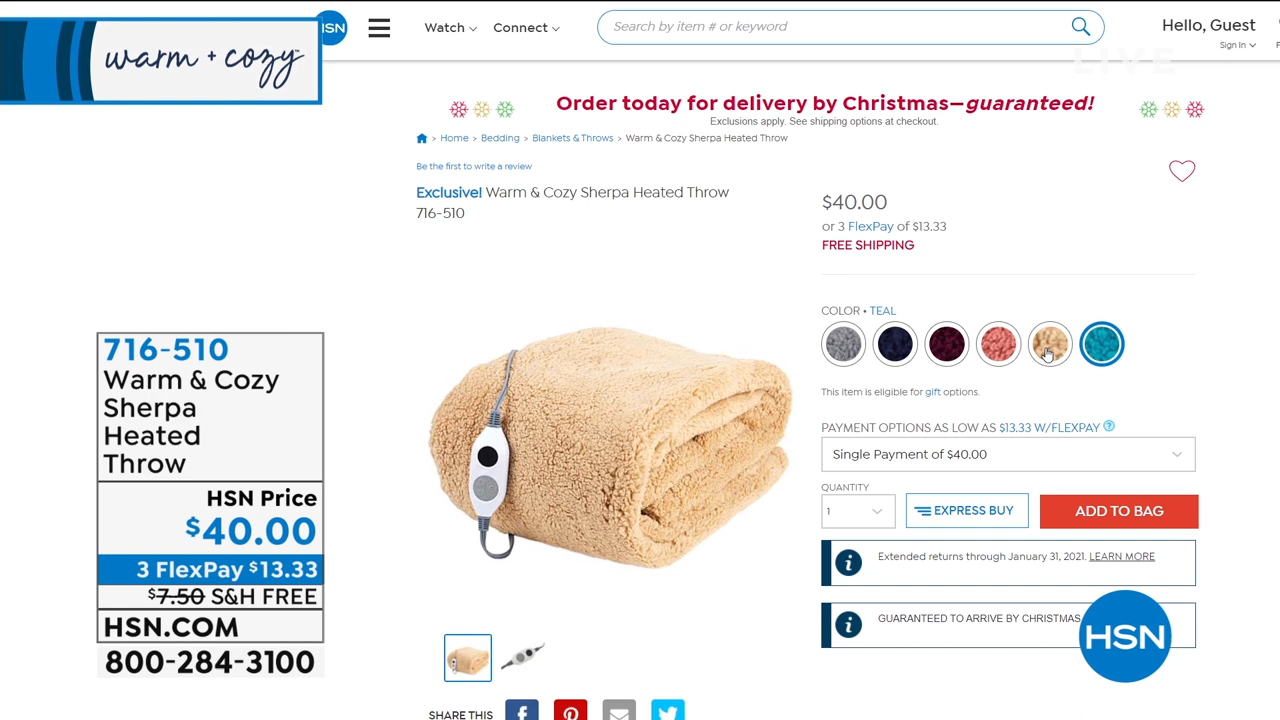 warm + cozy™
HSN
Watch
Connect
Search by item # or keyword
Hello, Guest
Sign In
LIVE
Order today for delivery by Christmas—guaranteed!
Exclusions apply. See shipping options at checkout.
Home > Bedding > Blankets & Throws > Warm & Cozy Sherpa Heated Throw
Be the first to write a review
Exclusive! Warm & Cozy Sherpa Heated Throw
716-510
$40.00
or 3 FlexPay of $13.33
FREE SHIPPING
COLOR • TEAL
This item is eligible for gift options.
PAYMENT OPTIONS AS LOW AS $13.33 W/FLEXPAY ?
Single Payment of $40.00
QUANTITY
1
EXPRESS BUY
ADD TO BAG
Extended returns through January 31, 2021. LEARN MORE
GUARANTEED TO ARRIVE BY CHRISTMAS
HSN
716-510
Warm & Cozy
Sherpa
Heated
Throw
HSN Price
$40.00
3 FlexPay $13.33
$7.50 S&H FREE
HSN.COM
800-284-3100
SHARE THIS